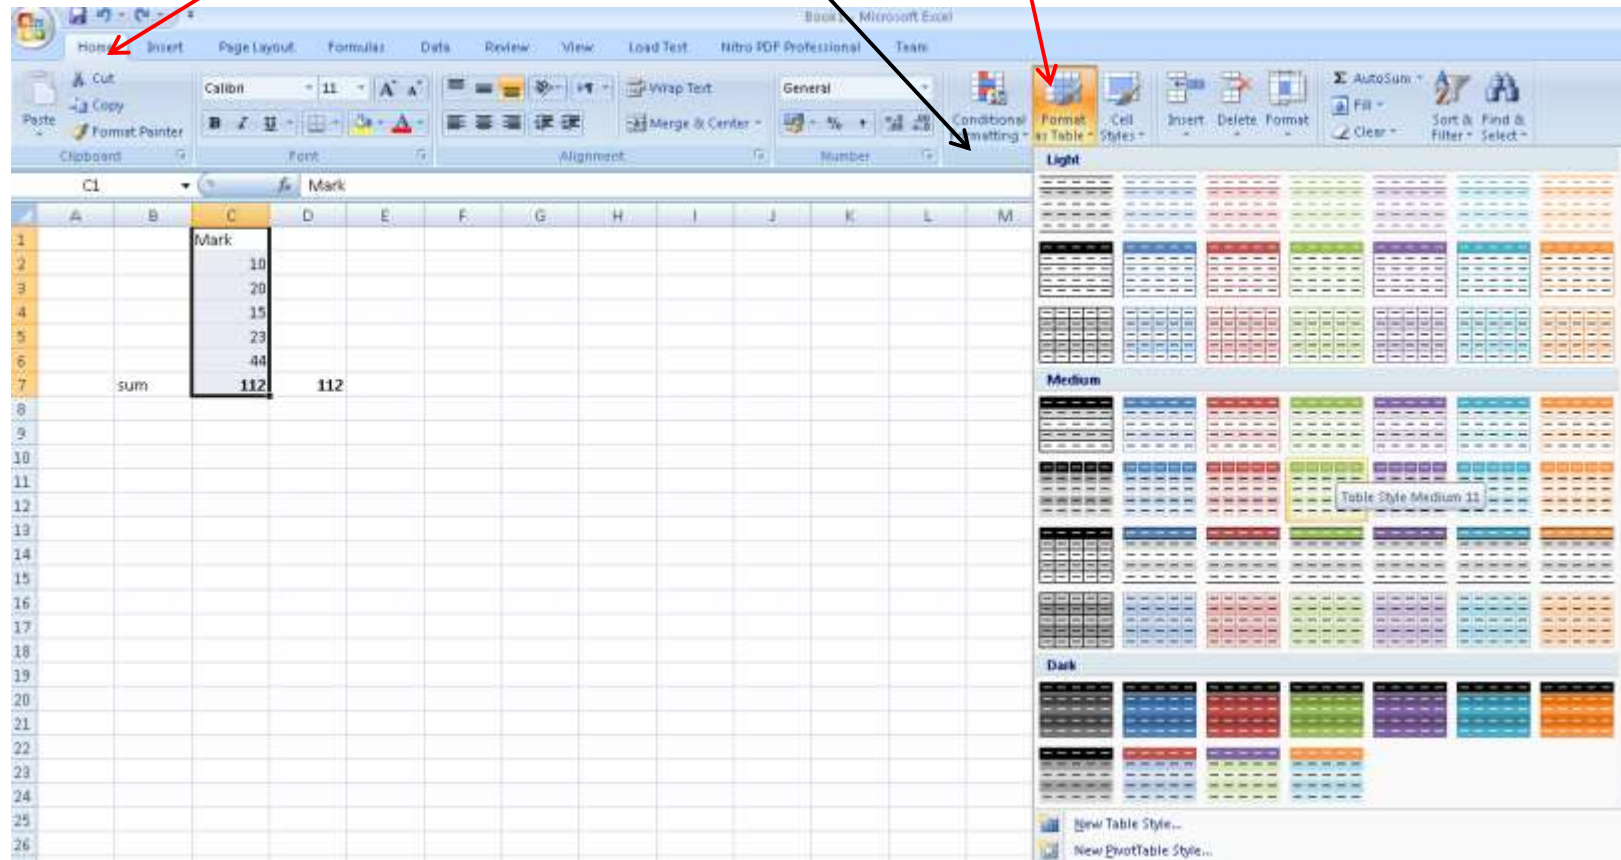 Book1 - Microsoft Excel
Home Insert Page Layout Formulas Data Review View Load Test Nitro PDF Professional Team
Paste
Cut
Copy
Format Painter
Clipboard
Calibri 11 A A
B I U A
Font
Wrap Text
Merge & Center
Alignment
General
%
Number
Conditional
Formatting
Format
as Table
Cell
Styles
Insert Delete Format
Σ AutoSum
Fill
Clear
Sort &
Filter
Find &
Select
C1 fx Mark
A B C D E F G H I J K L M
1 Mark
2 10
3 20
4 15
5 23
6 44
7 sum 112 112
8
9
10
11
12
13
14
15
16
17
18
19
20
21
22
23
24
25
26
Light
Medium
Table Style Medium 11
Dark
New Table Style...
New PivotTable Style...